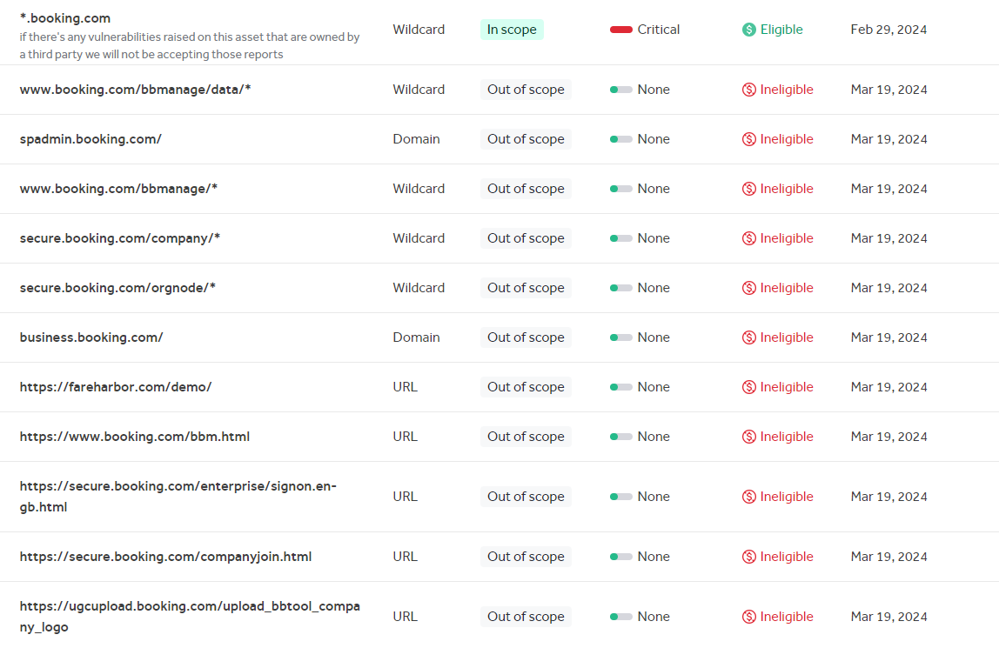 *.booking.com
if there's any vulnerabilities raised on this asset that are owned by
a third party we will not be accepting those reports
Wildcard In scope Critical Eligible Feb 29, 2024
www.booking.com/bbmanage/data/* Wildcard Out of scope None Ineligible Mar 19, 2024
spadmin.booking.com/ Domain Out of scope None Ineligible Mar 19, 2024
www.booking.com/bbmanage/* Wildcard Out of scope None Ineligible Mar 19, 2024
secure.booking.com/company/* Wildcard Out of scope None Ineligible Mar 19, 2024
secure.booking.com/orgnode/* Wildcard Out of scope None Ineligible Mar 19, 2024
business.booking.com/ Domain Out of scope None Ineligible Mar 19, 2024
https://fareharbor.com/demo/ URL Out of scope None Ineligible Mar 19, 2024
https://www.booking.com/bbm.html URL Out of scope None Ineligible Mar 19, 2024
https://secure.booking.com/enterprise/signon.en-
gb.html
URL Out of scope None Ineligible Mar 19, 2024
https://secure.booking.com/companyjoin.html URL Out of scope None Ineligible Mar 19, 2024
https://ugcupload.booking.com/upload_bbtool_compa
ny_logo
URL Out of scope None Ineligible Mar 19, 2024